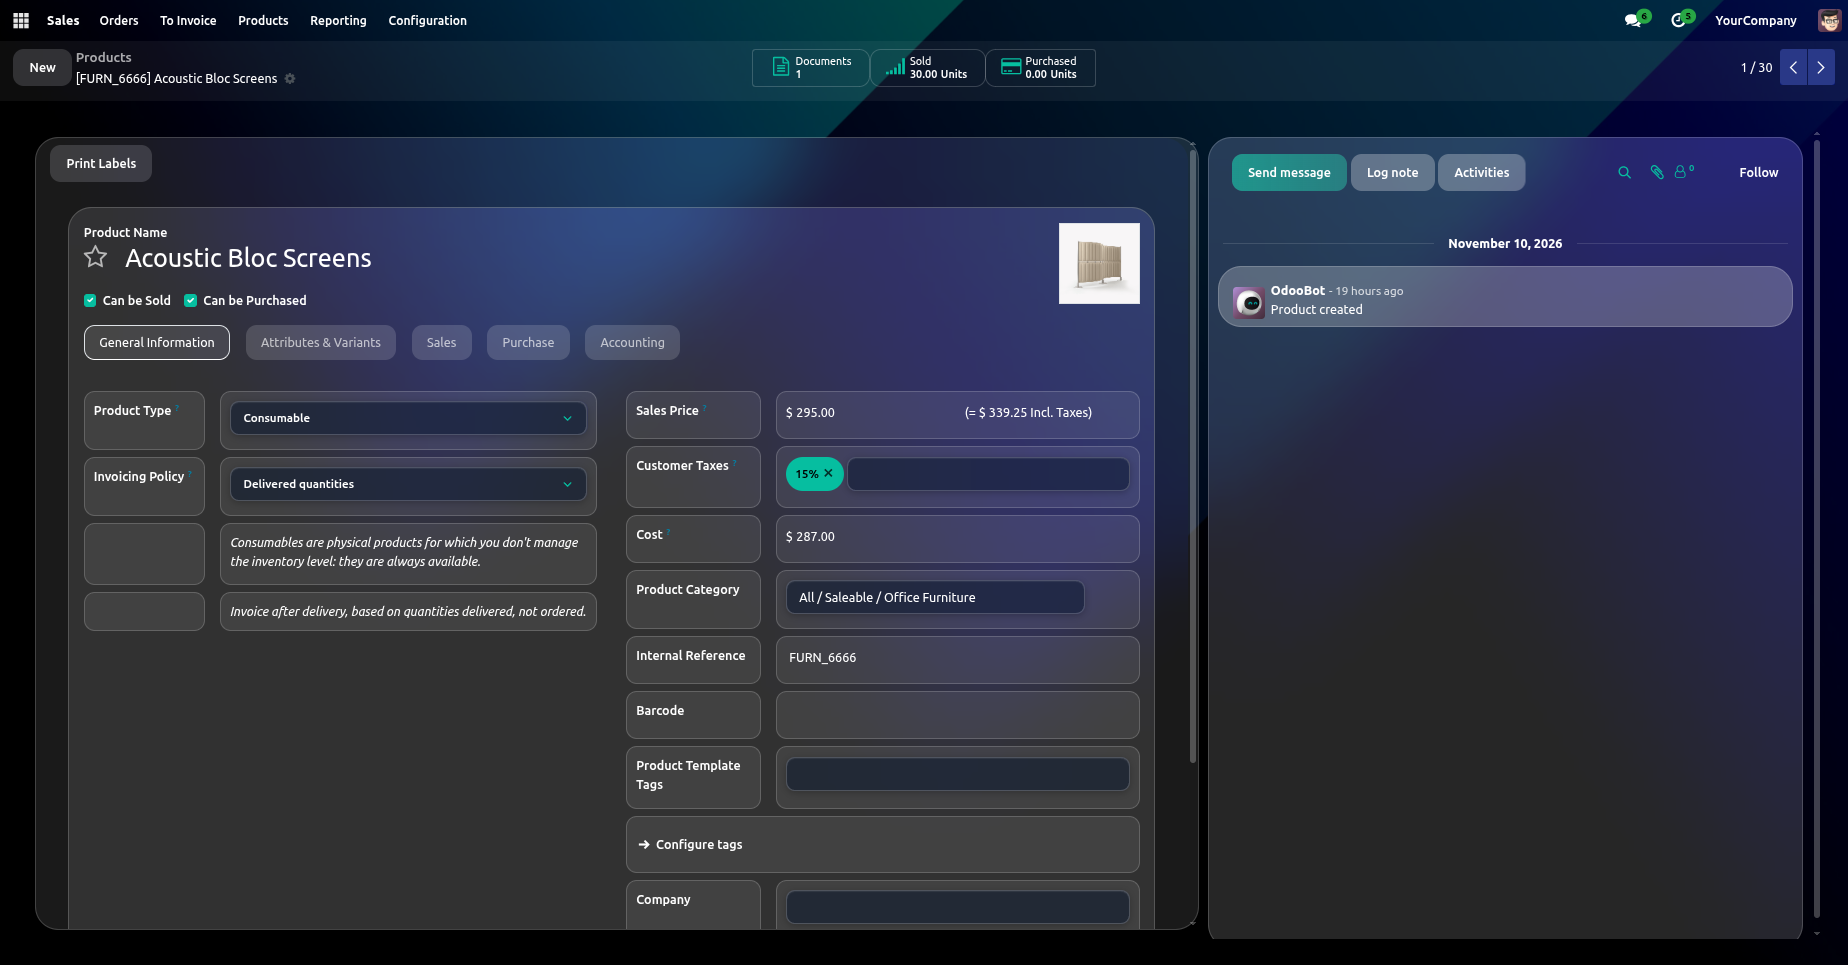 Sales Orders To Invoice Products Reporting Configuration
6 5 YourCompany
New
Products
[FURN_6666] Acoustic Bloc Screens
Documents
1
Sold
30.00 Units
Purchased
0.00 Units
1 / 30
Print Labels
Product Name
Acoustic Bloc Screens
Can be Sold Can be Purchased
General Information Attributes & Variants Sales Purchase Accounting
Product Type ?
Consumable
Invoicing Policy ?
Delivered quantities
Consumables are physical products for which you don't manage
the inventory level: they are always available.
Invoice after delivery, based on quantities delivered, not ordered.
Sales Price ?
$ 295.00 (= $ 339.25 Incl. Taxes)
Customer Taxes ?
15% ×
Cost ?
$ 287.00
Product Category
All / Saleable / Office Furniture
Internal Reference
FURN_6666
Barcode
Product Template
Tags
→ Configure tags
Company
Send message Log note Activities 0 Follow
November 10, 2026
OdooBot - 19 hours ago
Product created